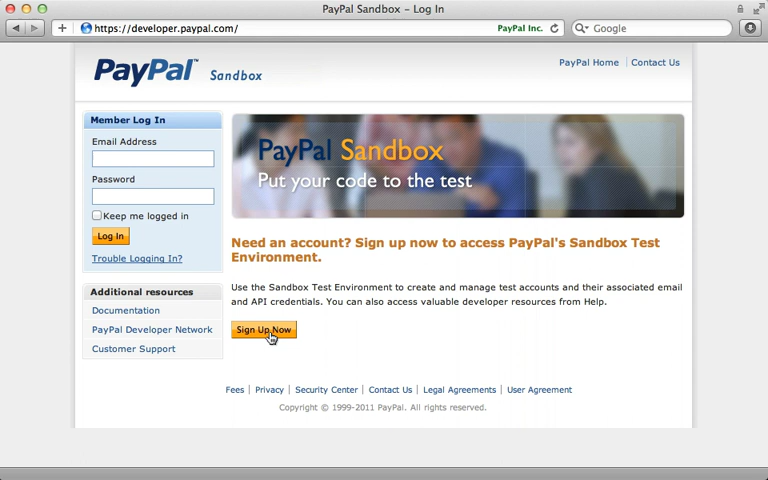 PayPal Sandbox – Log In
https://developer.paypal.com/
PayPal Inc.
Google
PayPal™ Sandbox
PayPal Home | Contact Us
Member Log In
Email Address
Password
Keep me logged in
Log In
Trouble Logging In?
Additional resources
Documentation
PayPal Developer Network
Customer Support
PayPal Sandbox
Put your code to the test
Need an account? Sign up now to access PayPal's Sandbox Test
Environment.
Use the Sandbox Test Environment to create and manage test accounts and their associated email
and API credentials. You can also access valuable developer resources from Help.
Sign Up Now
Fees | Privacy | Security Center | Contact Us | Legal Agreements | User Agreement
Copyright © 1999-2011 PayPal. All rights reserved.